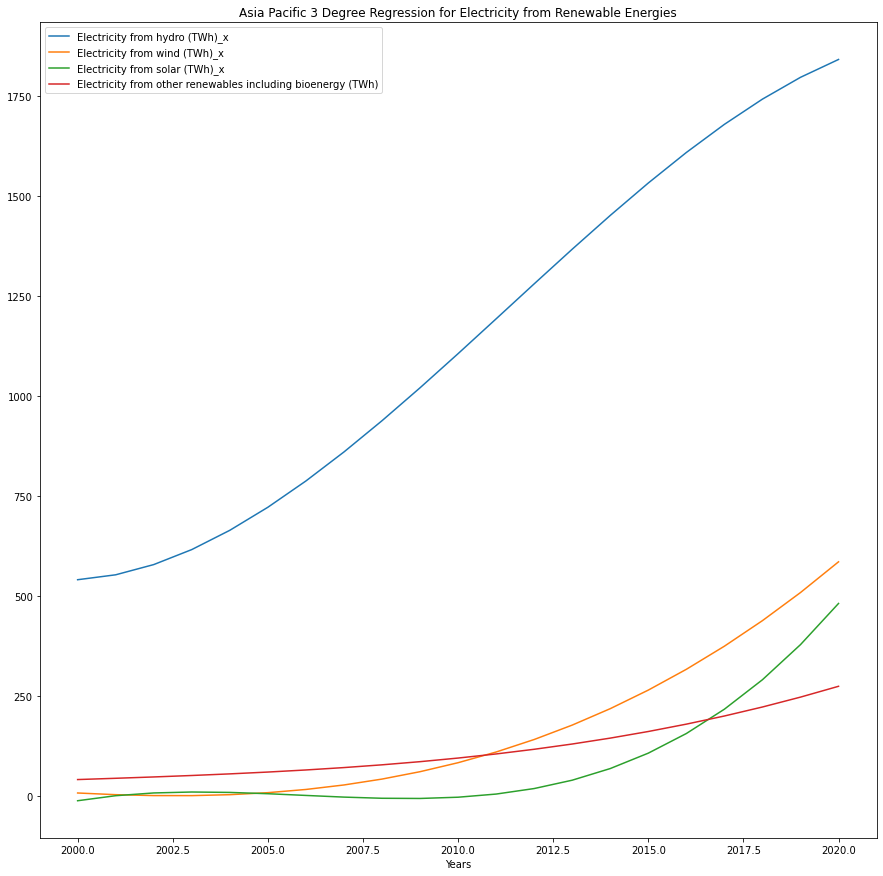 Asia Pacific 3 Degree Regression for Electricity from Renewable Energies
Electricity from hydro (TWh)_x
Electricity from wind (TWh)_x
Electricity from solar (TWh)_x
Electricity from other renewables including bioenergy (TWh)
1750
1500
1250
1000
750
500
250
0
2000.0 2002.5 2005.0 2007.5 2010.0 2012.5 2015.0 2017.5 2020.0
Years